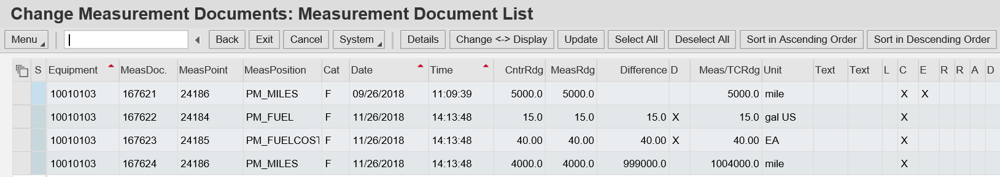 Change Measurement Documents: Measurement Document List
Menu Back Exit Cancel System Details Change <-> Display Update Select All Deselect All Sort in Ascending Order Sort in Descending Order
S Equipment MeasDoc. MeasPoint MeasPosition Cat Date Time CntrRdg MeasRdg Difference D Meas/TCRdg Unit Text Text L C E R R A D
10010103 167621 24186 PM_MILES F 09/26/2018 11:09:39 5000.0 5000.0 5000.0 mile X X
10010103 167622 24184 PM_FUEL F 11/26/2018 14:13:48 15.0 15.0 15.0 X 15.0 gal US X
10010103 167623 24185 PM_FUELCOST F 11/26/2018 14:13:48 40.00 40.00 40.00 X 40.00 EA X
10010103 167624 24186 PM_MILES F 11/26/2018 14:13:48 4000.0 4000.0 999000.0 1004000.0 mile X